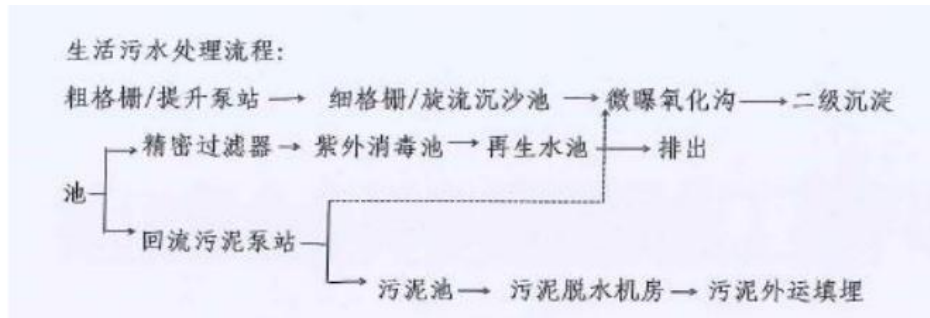 生活污水处理流程:
粗格栅/提升泵站 → 细格栅/旋流沉沙池 → 微曝氧化沟 → 二级沉淀
池 → 精密过滤器 → 紫外消毒池 → 再生水池 → 排出
回流污泥泵站
污泥池 → 污泥脱水机房 → 污泥外运填埋